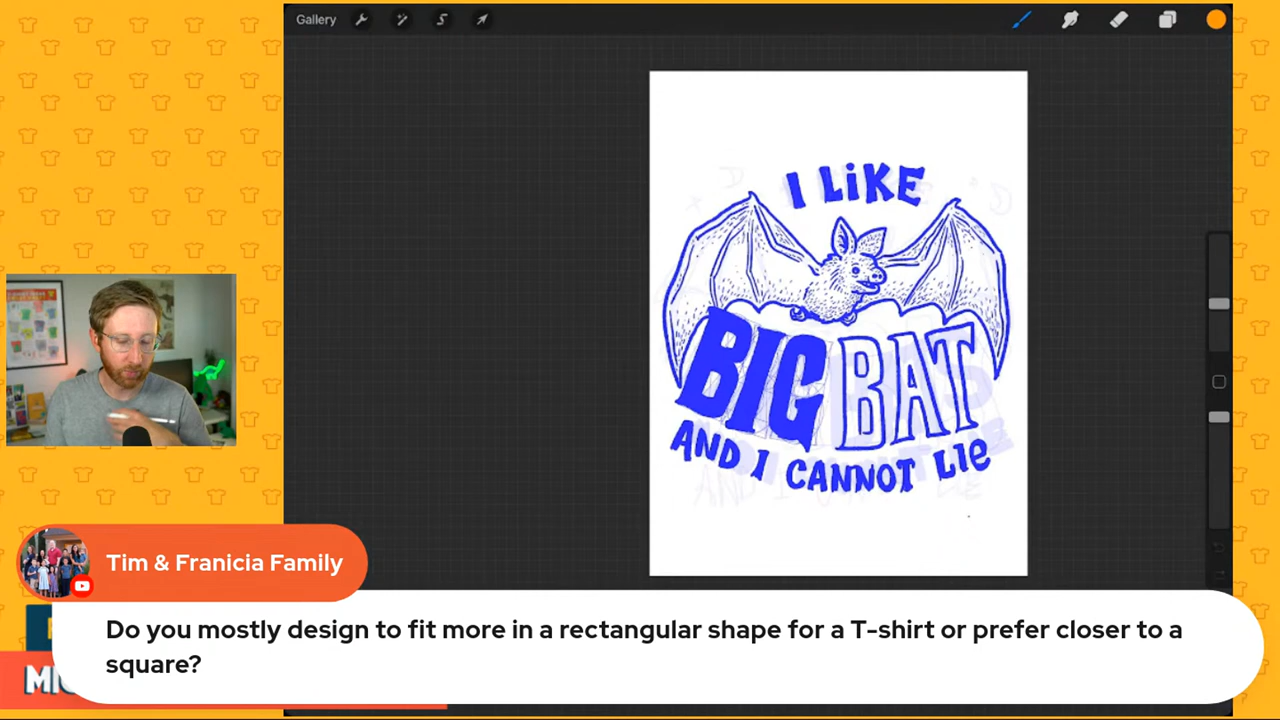 Gallery
I LiKE
BIG BAT
AND I CANNOT Lie
Tim & Franicia Family
Do you mostly design to fit more in a rectangular shape for a T-shirt or prefer closer to a
square?